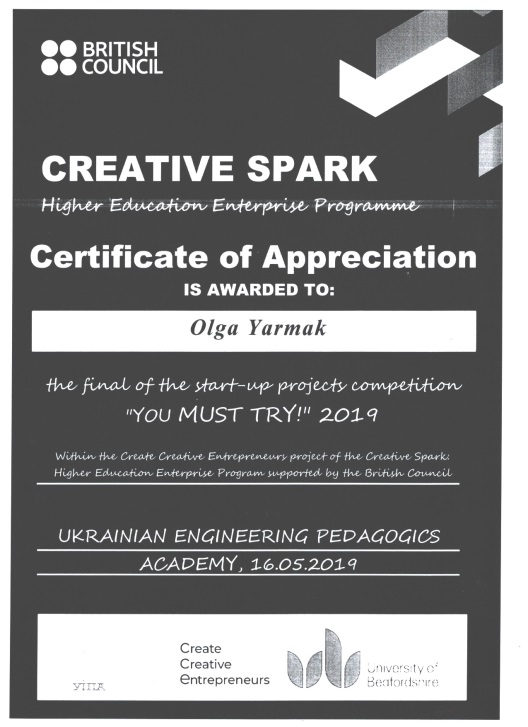 BRITISH
COUNCIL
CREATIVE SPARK
Higher Education Enterprise Programme
Certificate of Appreciation
IS AWARDED TO:
Olga Yarmak
the final of the start-up projects competition
"YOU MUST TRY!" 2019
Within the Create Creative Entrepreneurs project of the Creative Spark:
Higher Education Enterprise Program supported by the British Council
UKRAINIAN ENGINEERING PEDAGOGICS
ACADEMY, 16.05.2019
УІПА
Create
Creative
Entrepreneurs
University of
Bedfordshire